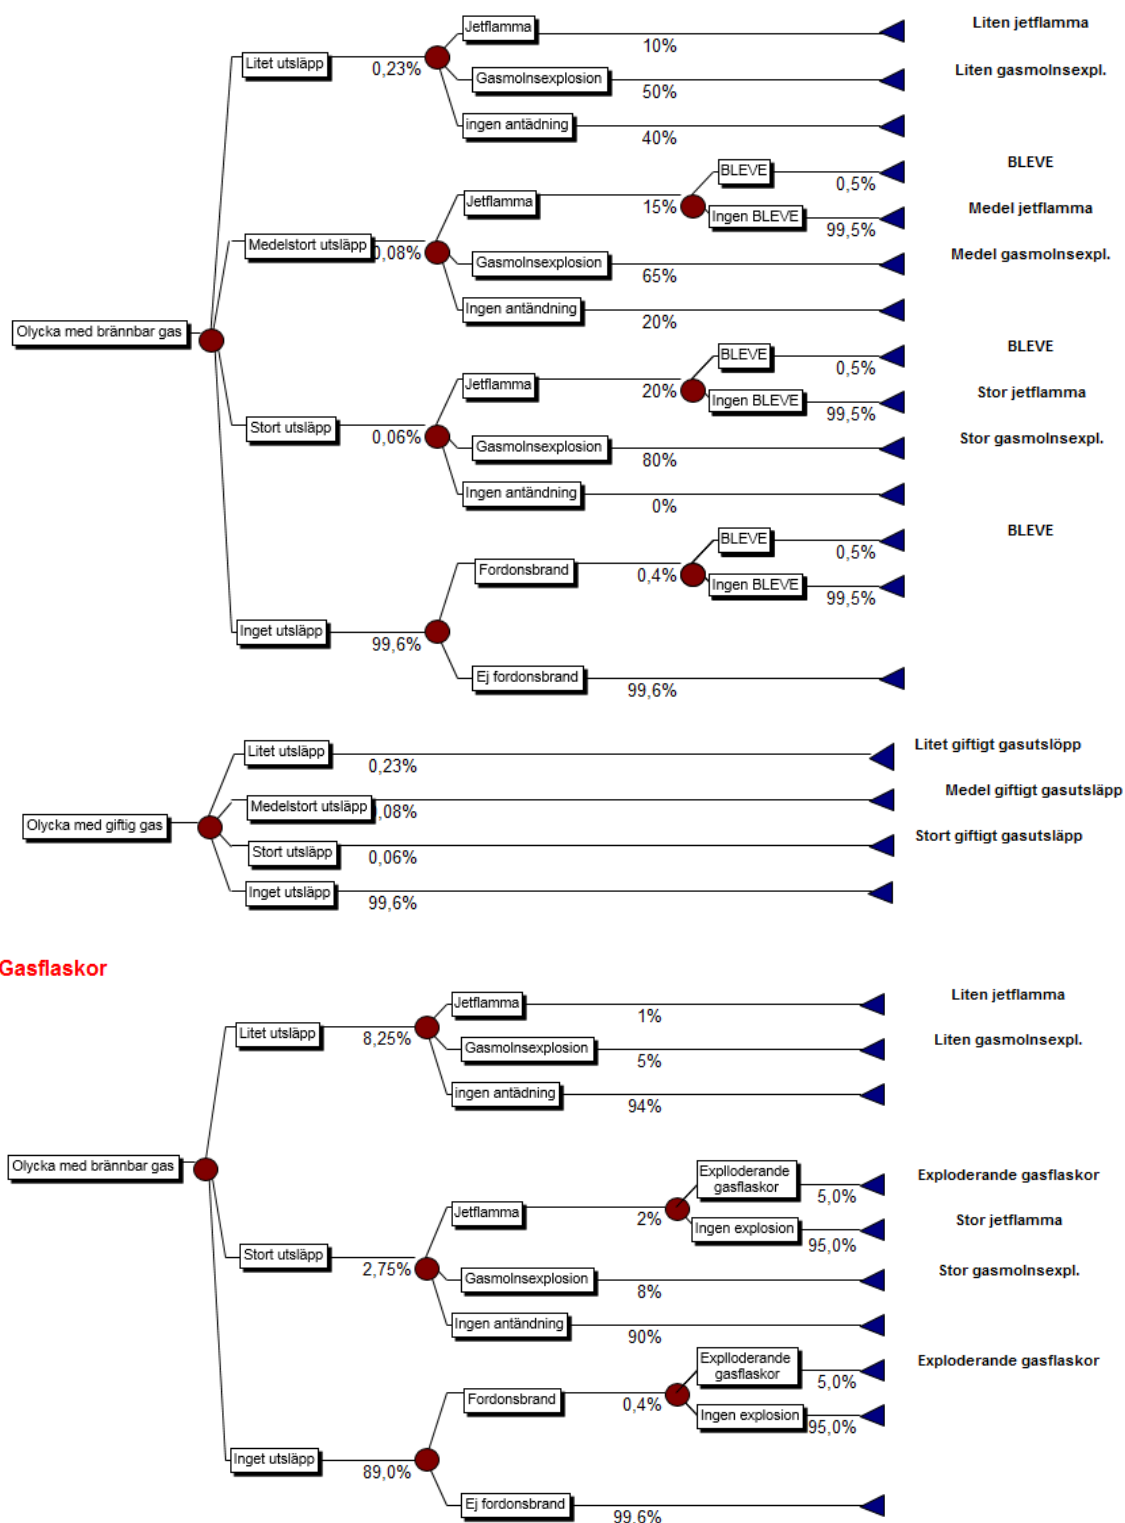 Jetflamma
10%
Liten jetflamma
Litet utsläpp
0,23%
Gasmolnsexplosion
50%
Liten gasmolnsexpl.
ingen antädning
40%
BLEVE
0,5%
BLEVE
Jetflamma
15%
Ingen BLEVE
99,5%
Medel jetflamma
Medelstort utsläpp
0,08%
Gasmolnsexplosion
65%
Medel gasmolnsexpl.
Ingen antändning
20%
Olycka med brännbar gas
BLEVE
0,5%
BLEVE
Jetflamma
20%
Ingen BLEVE
99,5%
Stor jetflamma
Stort utsläpp
0,06%
Gasmolnsexplosion
80%
Stor gasmolnsexpl.
Ingen antändning
0%
BLEVE
0,5%
BLEVE
Fordonsbrand
0,4%
Ingen BLEVE
99,5%
Inget utsläpp
99,6%
Ej fordonsbrand
99,6%
Litet utsläpp
0,23%
Litet giftigt gasutslöpp
Medelstort utsläpp
0,08%
Medel giftigt gasutsläpp
Olycka med giftig gas
Stort utsläpp
0,06%
Stort giftigt gasutsläpp
Inget utsläpp
99,6%
Gasflaskor
Jetflamma
1%
Liten jetflamma
Litet utsläpp
8,25%
Gasmolnsexplosion
5%
Liten gasmolnsexpl.
ingen antädning
94%
Olycka med brännbar gas
Explloderande
gasflaskor
5,0%
Exploderande gasflaskor
Jetflamma
2%
Ingen explosion
95,0%
Stor jetflamma
Stort utsläpp
2,75%
Gasmolnsexplosion
8%
Stor gasmolnsexpl.
Ingen antändning
90%
Explloderande
gasflaskor
5,0%
Exploderande gasflaskor
Fordonsbrand
0,4%
Ingen explosion
95,0%
Inget utsläpp
89,0%
Ej fordonsbrand
99,6%